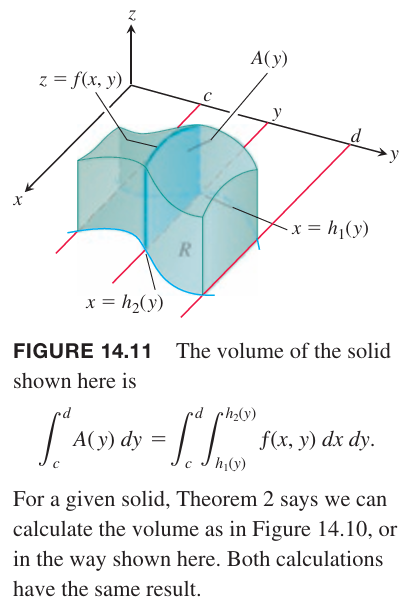 z
z = f(x, y)
A(y)
c
y
d
y
x
x = h₁(y)
R
x = h₂(y)
FIGURE 14.11 The volume of the solid
shown here is
∫_c^d A(y) dy = ∫_c^d ∫_{h₁(y)}^{h₂(y)} f(x, y) dx dy.
For a given solid, Theorem 2 says we can
calculate the volume as in Figure 14.10, or
in the way shown here. Both calculations
have the same result.